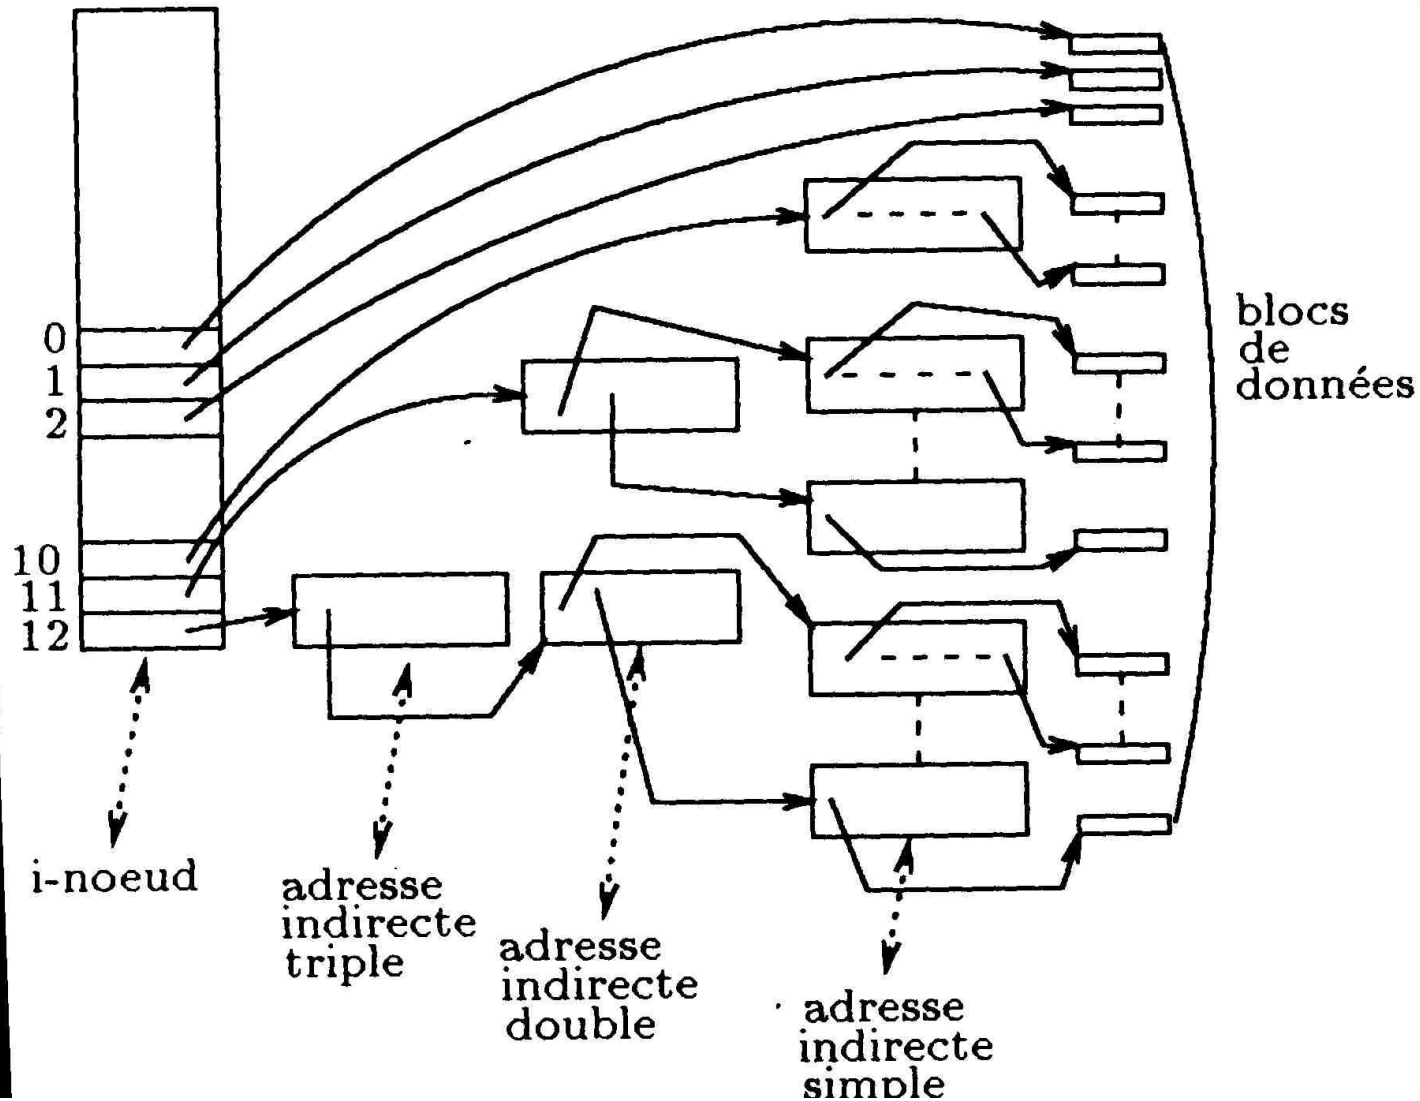 0
1
2
10
11
12
blocs
de
données
i-noeud
adresse
indirecte
triple
adresse
indirecte
double
adresse
indirecte
simple